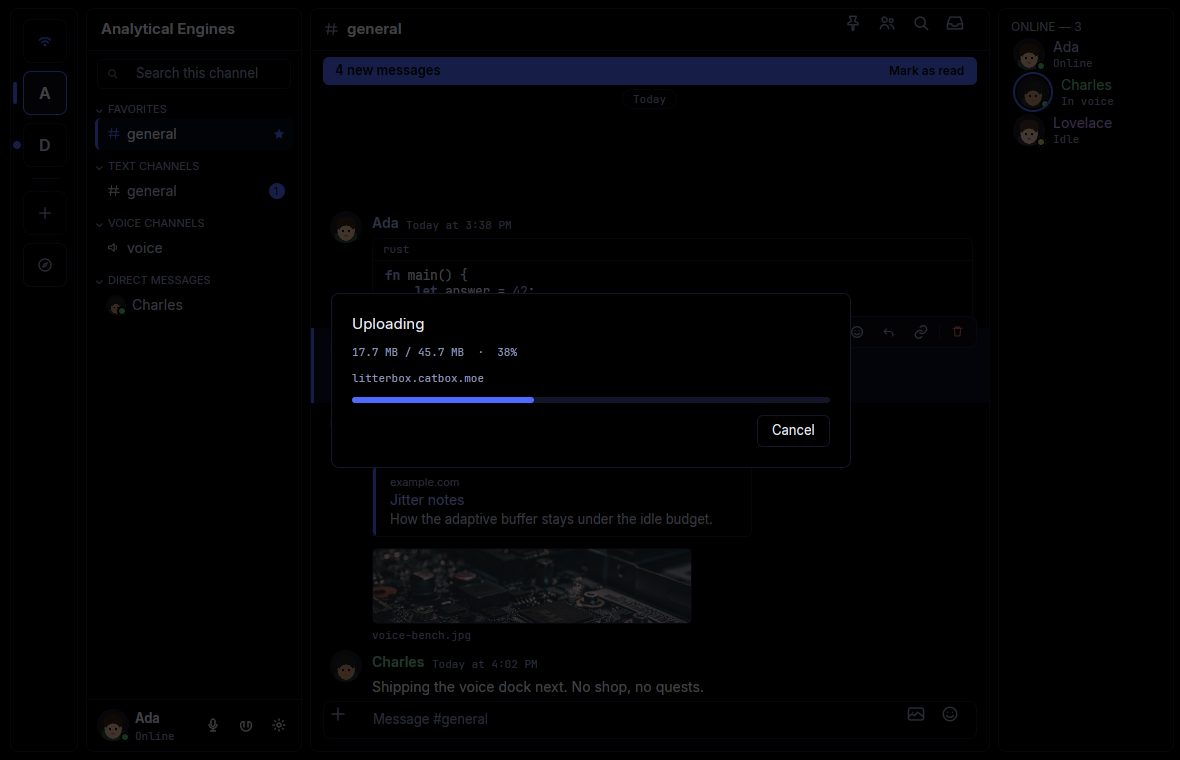 A
D
Analytical Engines
Search this channel
FAVORITES
# general
TEXT CHANNELS
# general
1
VOICE CHANNELS
voice
DIRECT MESSAGES
Charles
Ada
Online
# general
4 new messages
Mark as read
Today
Ada Today at 3:38 PM
rust
fn main() {
let answer = 42;
Uploading
17.7 MB / 45.7 MB · 38%
litterbox.catbox.moe
Cancel
example.com
Jitter notes
How the adaptive buffer stays under the idle budget.
voice-bench.jpg
Charles Today at 4:02 PM
Shipping the voice dock next. No shop, no quests.
Message #general
ONLINE — 3
Ada
Online
Charles
In voice
Lovelace
Idle